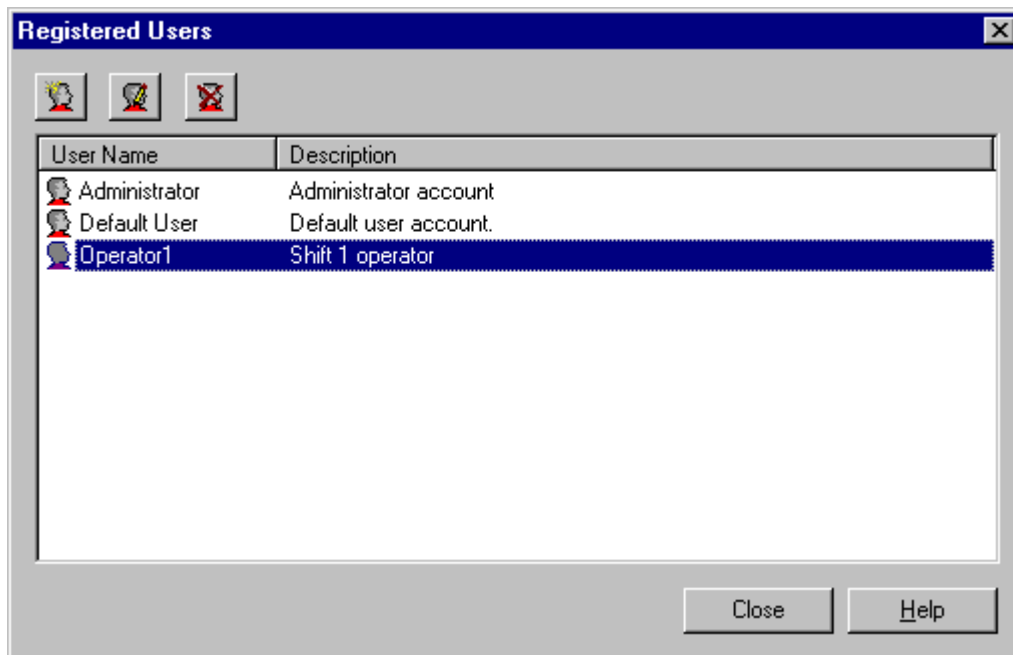 Registered Users
User Name Description
Administrator Administrator account
Default User Default user account.
Operator1 Shift 1 operator
Close Help